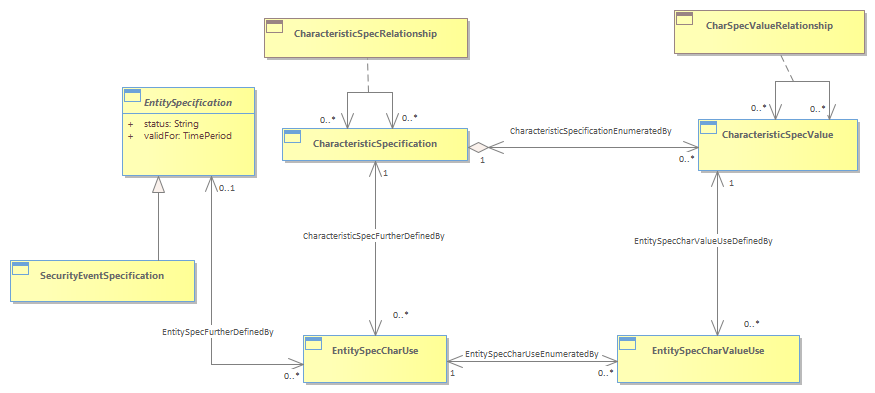 CharacteristicSpecRelationship
CharSpecValueRelationship
EntitySpecification
+ status: String
+ validFor: TimePeriod
0..*
0..*
0..*
0..*
CharacteristicSpecification
CharacteristicSpecificationEnumeratedBy
CharacteristicSpecValue
1
0..*
1
0..1
1
CharacteristicSpecFurtherDefinedBy
EntitySpecCharValueUseDefinedBy
SecurityEventSpecification
0..*
0..*
EntitySpecFurtherDefinedBy
EntitySpecCharUse
EntitySpecCharUseEnumeratedBy
EntitySpecCharValueUse
0..*
1
0..*